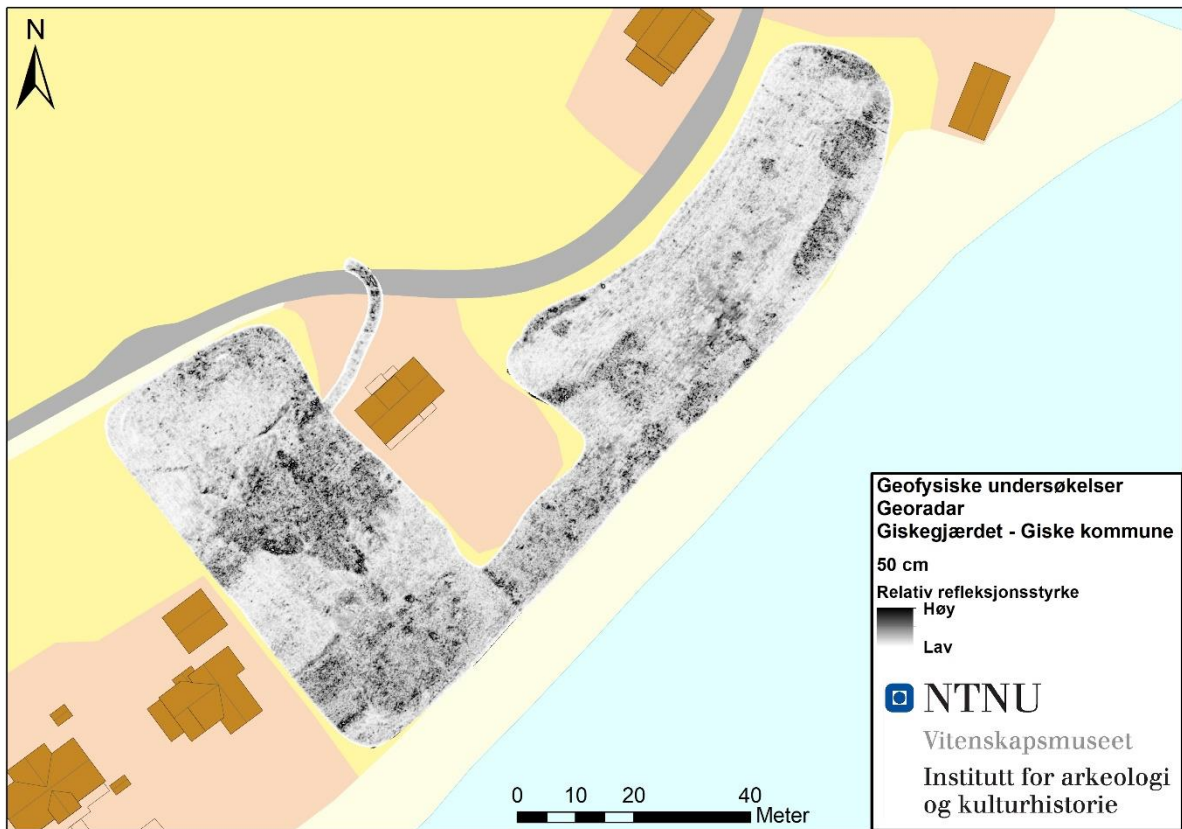 N
Geofysiske undersøkelser
Georadar
Giskegjærdet - Giske kommune
50 cm
Relativ refleksjonsstyrke
Høy
Lav
NTNU
Vitenskapsmuseet
Institutt for arkeologi
og kulturhistorie
0 10 20 40
Meter